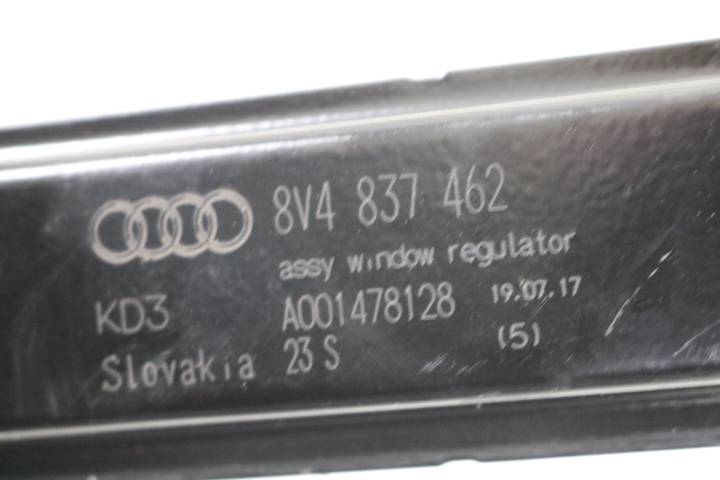 8V4 837 462
assy window regulator
KD3 A001478128 19.07.17
Slovakia 23 S (5)